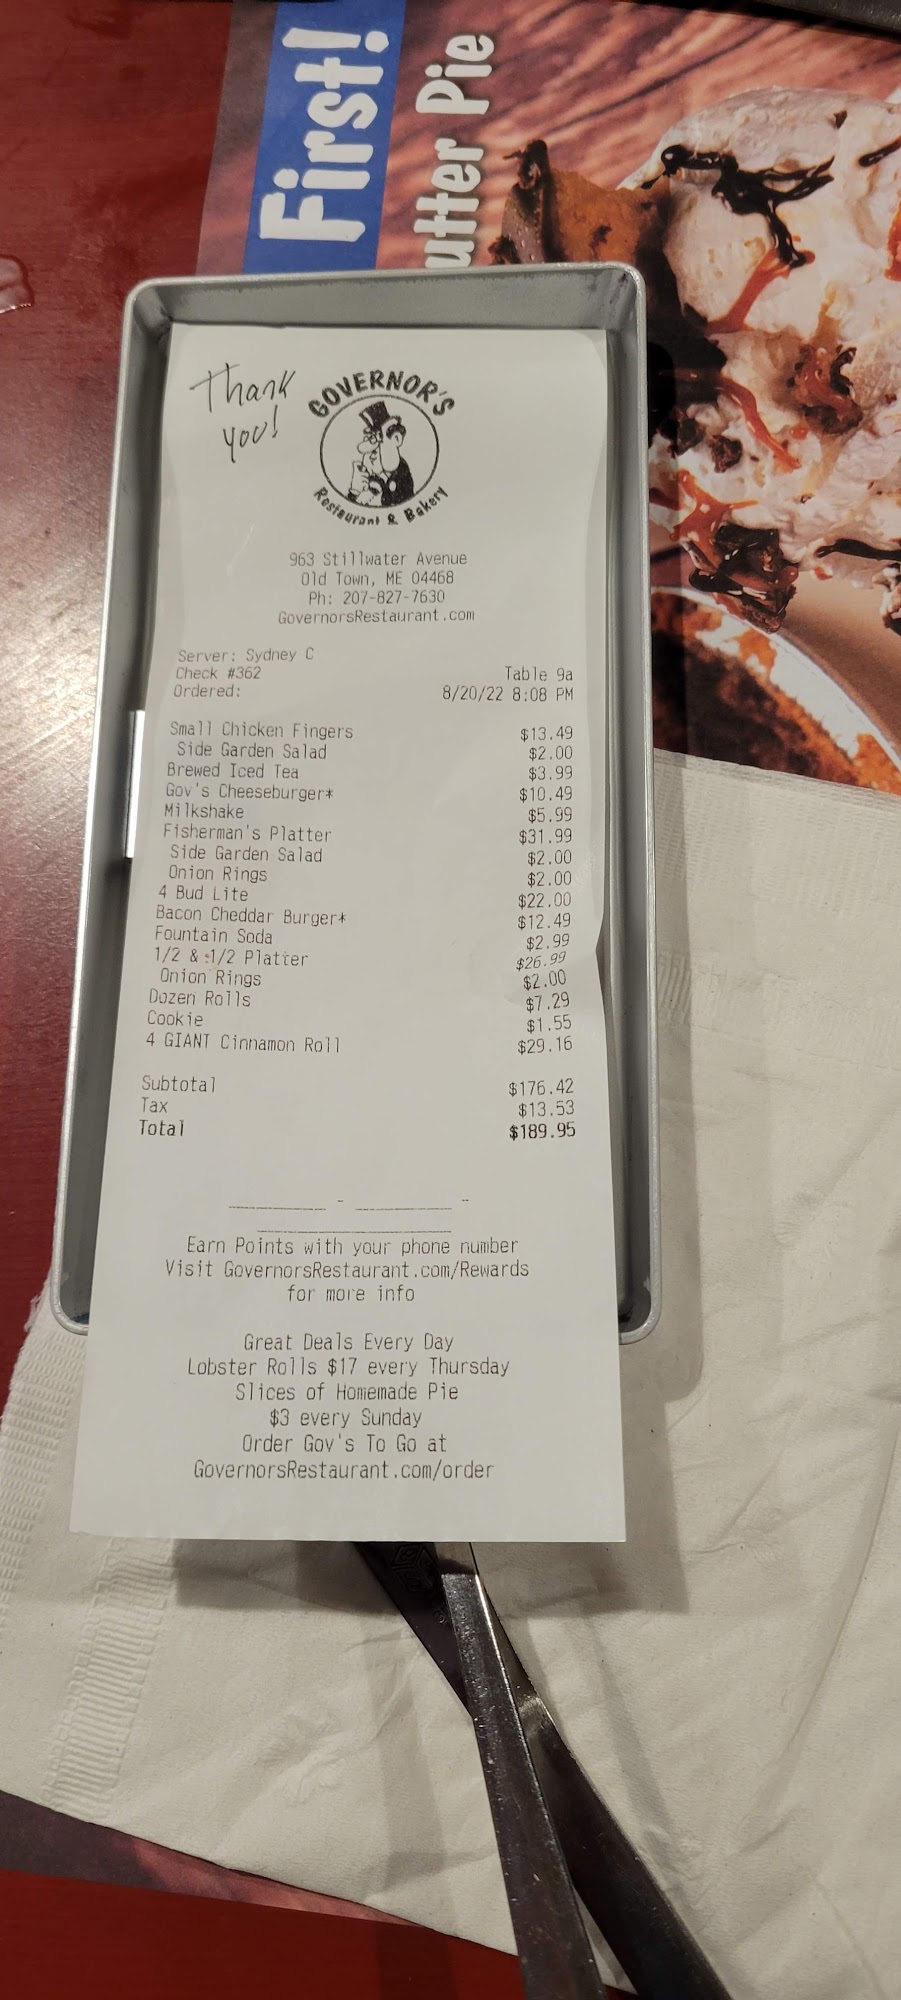 First!
utter Pie
Thank
you!
GOVERNOR'S
Restaurant & Bakery
963 Stillwater Avenue
Old Town, ME 04468
Ph: 207-827-7630
GovernorsRestaurant.com
Server: Sydney C
Check #362 Table 9a
Ordered: 8/20/22 8:08 PM
Small Chicken Fingers $13.49
Side Garden Salad $2.00
Brewed Iced Tea $3.99
Gov's Cheeseburger* $10.49
Milkshake $5.99
Fisherman's Platter $31.99
Side Garden Salad $2.00
Onion Rings $2.00
4 Bud Lite $22.00
Bacon Cheddar Burger* $12.49
Fountain Soda $2.99
1/2 & 1/2 Platter $26.99
Onion Rings $2.00
Dozen Rolls $7.29
Cookie $1.55
4 GIANT Cinnamon Roll $29.16
Subtotal $176.42
Tax $13.53
Total $189.95
Earn Points with your phone number
Visit GovernorsRestaurant.com/Rewards
for more info
Great Deals Every Day
Lobster Rolls $17 every Thursday
Slices of Homemade Pie
$3 every Sunday
Order Gov's To Go at
GovernorsRestaurant.com/order